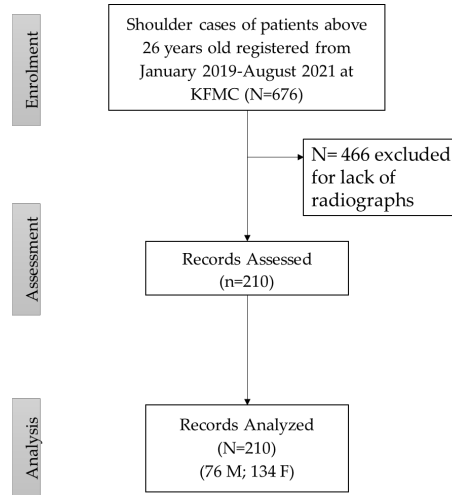 Enrolment
Shoulder cases of patients above
26 years old registered from
January 2019-August 2021 at
KFMC (N=676)
N= 466 excluded
for lack of
radiographs
Assessment
Records Assessed
(n=210)
Analysis
Records Analyzed
(N=210)
(76 M; 134 F)